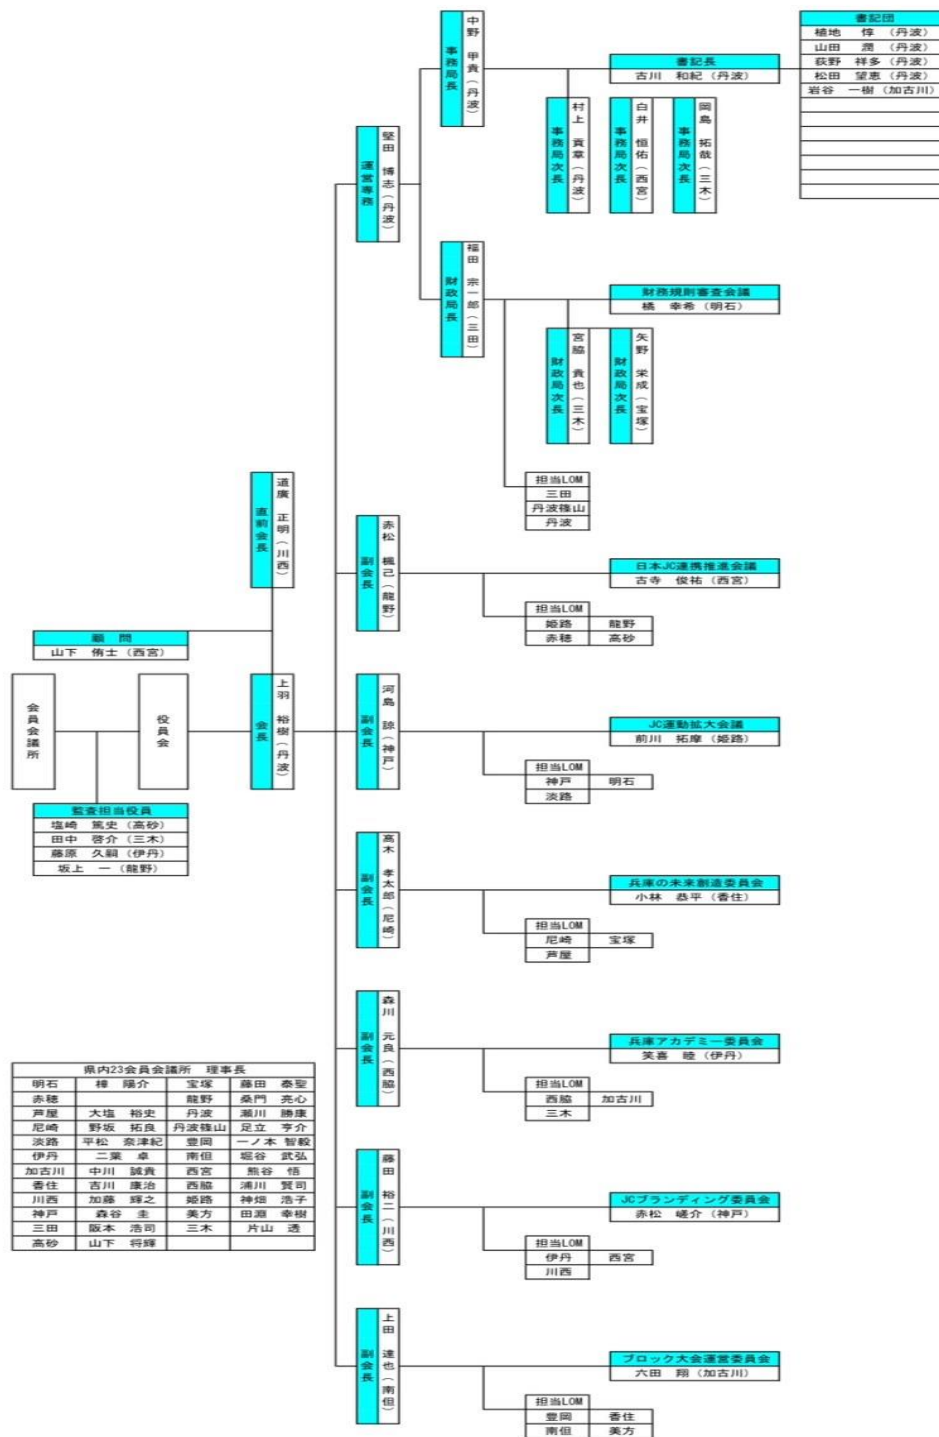 書記団
植地 惇（丹波）
山田 潤（丹波）
荻野 祥多（丹波）
松田 望恵（丹波）
岩谷 一樹（加古川）
事務局長
中野 甲貴（丹波）
書記長
古川 和紀（丹波）
事務局次長
村上 貢章（丹波）
事務局次長
白井 恒佑（西宮）
事務局次長
岡島 拓哉（三木）
運営専務
堅田 博志（丹波）
財政局長
福田 宗一郎（三田）
財務規則審査会議
橘 幸希（明石）
財政局次長
宮脇 貴也（三木）
財政局次長
矢野 栄成（宝塚）
担当LOM
三田
丹波篠山
丹波
直前会長
道廣 正明（川西）
顧問
山下 侑士（西宮）
会員会議所
役員会
会長
上羽 裕樹（丹波）
監査担当役員
塩崎 篤史（高砂）
田中 啓介（三木）
藤原 久嗣（伊丹）
坂上 一（龍野）
副会長
赤松 楓己（龍野）
日本JC連携推進会議
古寺 俊祐（西宮）
担当LOM
姫路 龍野
赤穂 高砂
副会長
河島 諒（神戸）
JC運動拡大会議
前川 拓摩（姫路）
担当LOM
神戸 明石
淡路
副会長
高木 孝太郎（尼崎）
兵庫の未来創造委員会
小林 恭平（香住）
担当LOM
尼崎 宝塚
芦屋
副会長
森川 元良（西脇）
兵庫アカデミー委員会
笑喜 睦（伊丹）
担当LOM
西脇 加古川
三木
副会長
藤田 裕二（川西）
JCブランディング委員会
赤松 嵯介（神戸）
担当LOM
伊丹 西宮
川西
副会長
上田 達也（南但）
ブロック大会運営委員会
六田 翔（加古川）
担当LOM
豊岡 香住
南但 美方
県内23会員会議所 理事長
明石 樟 陽介 宝塚 藤田 泰聖
赤穂 龍野 桑門 亮心
芦屋 大塩 裕史 丹波 瀬川 勝康
尼崎 野坂 拓良 丹波篠山 足立 亨介
淡路 平松 奈津紀 豊岡 一ノ本 智毅
伊丹 二葉 卓 南但 堀谷 武弘
加古川 中川 誠貴 西宮 熊谷 悟
香住 吉川 康治 西脇 浦川 賢司
川西 加藤 輝之 姫路 神畑 浩子
神戸 森谷 圭 美方 田淵 幸樹
三田 阪本 浩司 三木 片山 透
高砂 山下 将輝